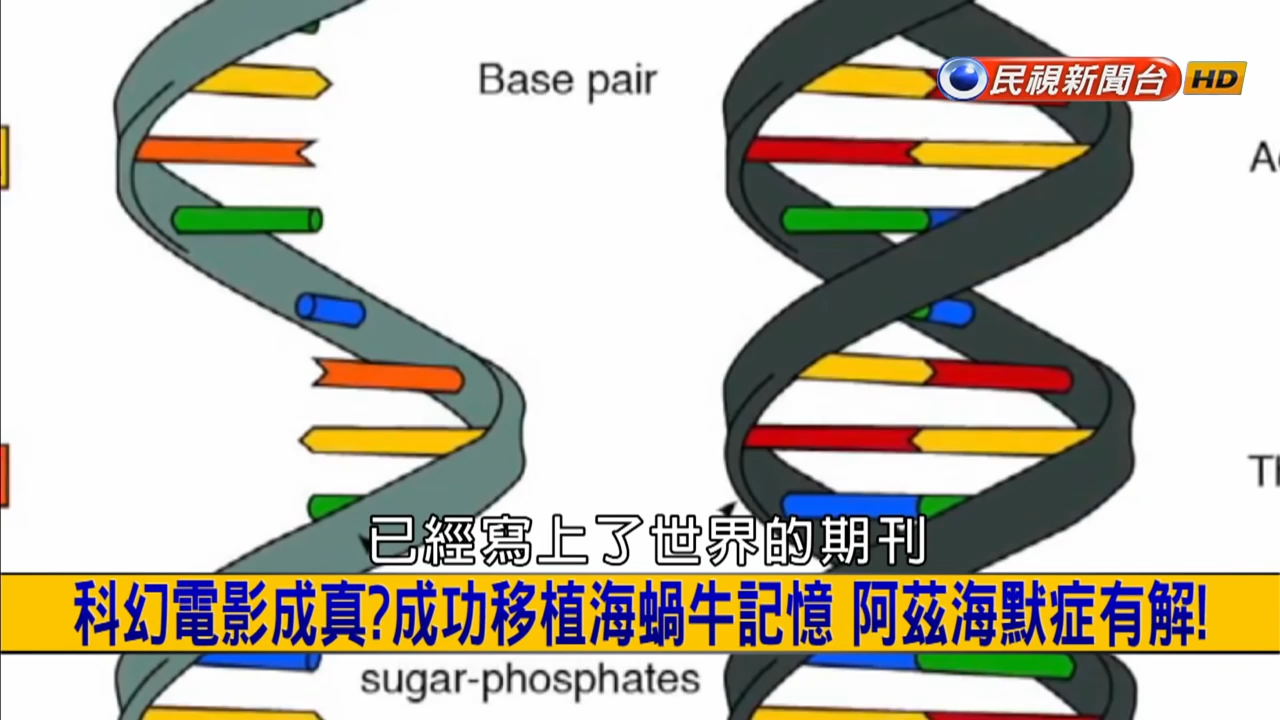 Base pair
民視新聞台 HD
已經寫上了世界的期刊
科幻電影成真?成功移植海蝸牛記憶 阿茲海默症有解!
sugar-phosphates